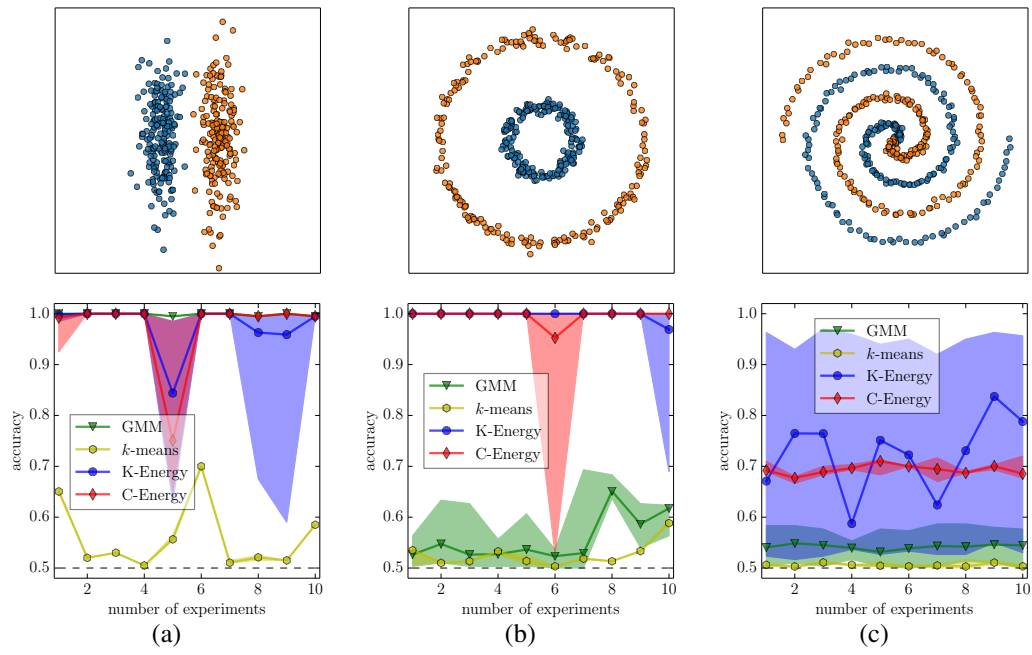 1.0
0.9
0.8
0.7
0.6
0.5
accuracy
GMM
k-means
K-Energy
C-Energy
2 4 6 8 10
number of experiments
(a)
1.0
0.9
0.8
0.7
0.6
0.5
accuracy
GMM
k-means
K-Energy
C-Energy
2 4 6 8 10
number of experiments
(b)
1.0
0.9
0.8
0.7
0.6
0.5
accuracy
GMM
k-means
K-Energy
C-Energy
2 4 6 8 10
number of experiments
(c)